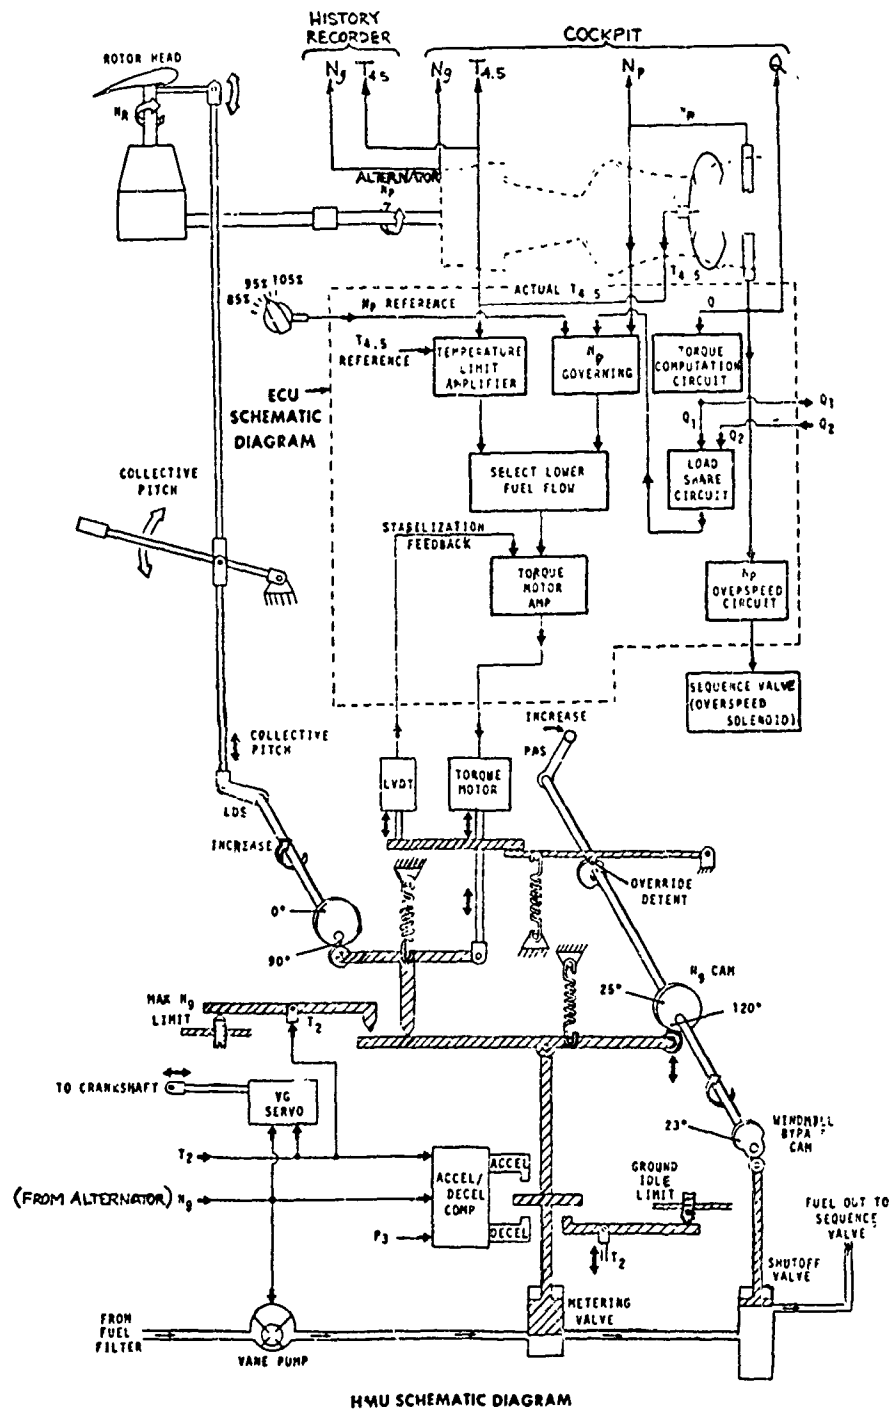 HISTORY
RECORDER
COCKPIT
ROTOR HEAD
Ng T4.5 Ng T4.5 Np Q
NR
Np
ALTERNATOR
Np
T4.5
ACTUAL T4.5
85% 95% 105%
Np REFERENCE
Q
T4.5
REFERENCE
TEMPERATURE
LIMIT
AMPLIFIER
Np
GOVERNING
TORQUE
COMPUTATION
CIRCUIT
ECU
SCHEMATIC
DIAGRAM
Q1
Q1
Q2
Q2
SELECT LOWER
FUEL FLOW
LOAD
SHARE
CIRCUIT
COLLECTIVE
PITCH
STABILIZATION
FEEDBACK
TORQUE
MOTOR
AMP
Np
OVERSPEED
CIRCUIT
SEQUENCE VALVE
(OVERSPEED
SOLENOID)
INCREASE
PAS
COLLECTIVE
PITCH
LVDT
TORQUE
MOTOR
LDS
INCREASE
OVERRIDE
DETENT
0°
90°
Ng CAM
25°
120°
MAX Ng
LIMIT
T2
TO CRANKSHAFT
VG
SERVO
23°
WINDMILL
CAM
T2
ACCEL
ACCEL/
DECEL
COMP
GROUND
IDLE
LIMIT
(FROM ALTERNATOR) Ng
FUEL OUT TO
SEQUENCE
VALVE
P3
DECEL
T2
SHUTOFF
VALVE
METERING
VALVE
FROM
FUEL
FILTER
VANE PUMP
HMU SCHEMATIC DIAGRAM